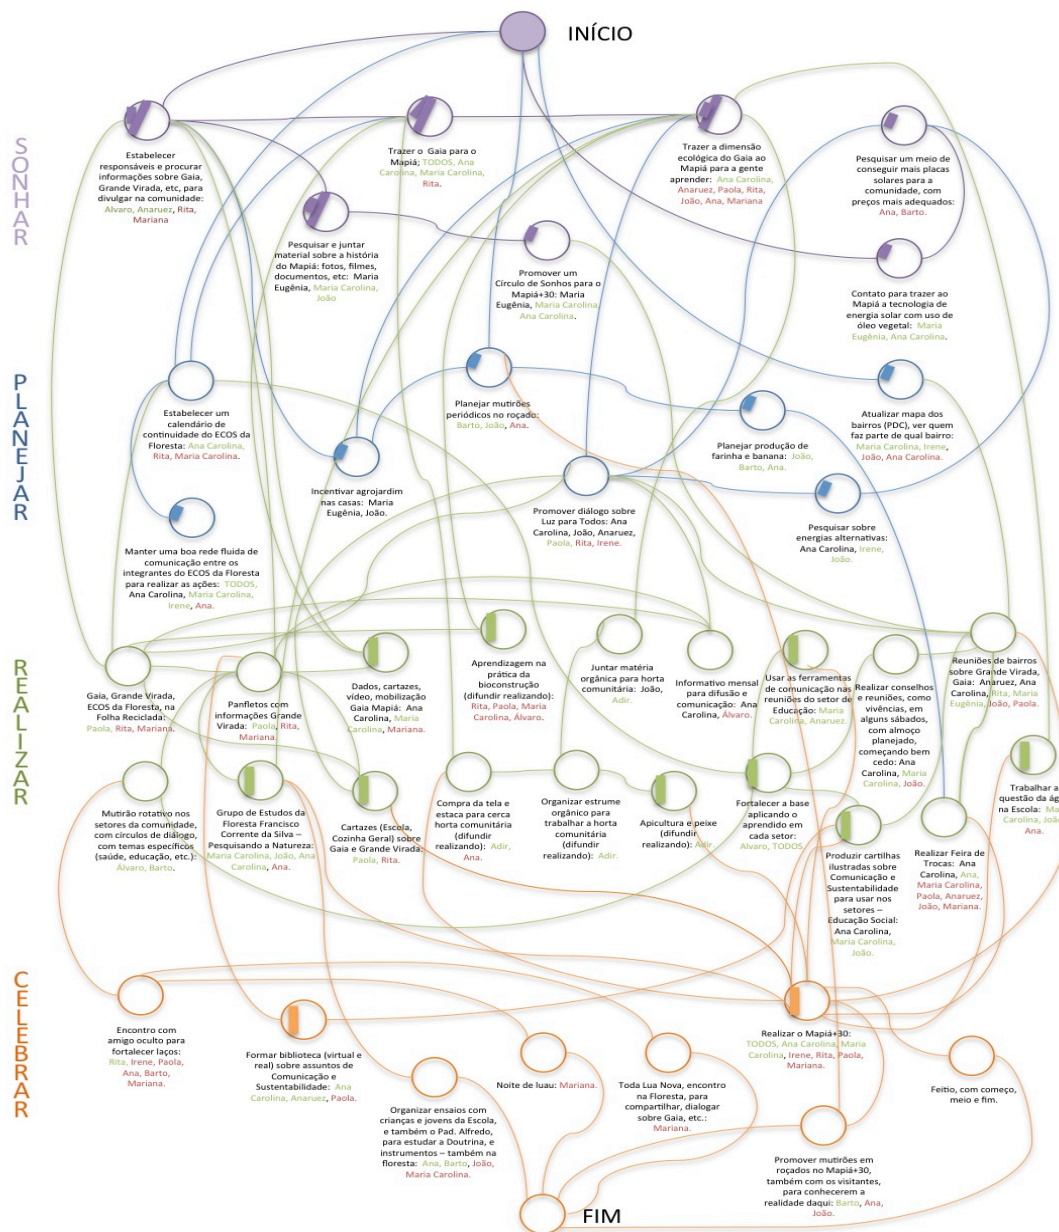 INÍCIO
SONHAR
Estabelecer
responsáveis e procurar
informações sobre Gaia,
Grande Virada, etc, para
divulgar na comunidade:
Alvaro, Anaruez, Rita,
Mariana
Trazer o Gaia para o
Mapiá; TODOS, Ana
Carolina, Maria Carolina,
Rita.
Trazer a dimensão
ecológica do Gaia ao
Mapiá para a gente
aprender: Ana Carolina,
Anaruez, Paola, Rita,
João, Ana, Mariana
Pesquisar um meio de
conseguir mais placas
solares para a
comunidade, com
preços mais adequados:
Ana, Barto.
Pesquisar e juntar
material sobre a história
do Mapiá: fotos, filmes,
documentos, etc: Maria
Eugênia, Maria Carolina,
João
Promover um
Círculo de Sonhos para o
Mapiá+30: Maria
Eugênia, Maria Carolina,
Ana Carolina.
Contato para trazer ao
Mapiá a tecnologia de
energia solar com uso de
óleo vegetal: Maria
Eugênia, Ana Carolina.
PLANEJAR
Estabelecer um
calendário de
continuidade do ECOS da
Floresta: Ana Carolina,
Rita, Maria Carolina.
Planejar mutirões
periódicos no roçado:
Barto, João, Ana.
Planejar produção de
farinha e banana: João,
Barto, Ana.
Atualizar mapa dos
bairros (PDC), ver quem
faz parte de qual bairro:
Maria Carolina, Irene,
João, Ana Carolina.
Incentivar agrojardim
nas casas: Maria
Eugênia, João.
Promover diálogo sobre
Luz para Todos: Ana
Carolina, João, Anaruez,
Paola, Rita, Irene.
Pesquisar sobre
energias alternativas:
Ana Carolina, Irene,
João.
Manter uma boa rede fluida de
comunicação entre os
integrantes do ECOS da Floresta
para realizar as ações: TODOS,
Ana Carolina, Maria Carolina,
Irene, Ana.
REALIZAR
Gaia, Grande Virada,
ECOS da Floresta, na
Folha Reciclada:
Paola, Rita, Mariana.
Panfletos com
informações Grande
Virada: Paola, Rita,
Mariana.
Dados, cartazes,
vídeo, mobilização
Gaia Mapiá: Ana
Carolina, Maria
Carolina, Mariana.
Aprendizagem na
prática da
bioconstrução
(difundir realizando):
Rita, Paola, Maria
Carolina, Álvaro.
Juntar matéria
orgânica para horta
comunitária: João,
Adir.
Informativo mensal
para difusão e
comunicação: Ana
Carolina, Álvaro.
Usar as ferramentas
de comunicação nas
reuniões do setor de
Educação: Maria
Carolina, Anaruez.
Realizar conselhos
e reuniões, como
vivências, em
alguns sábados,
com almoço
planejado,
começando bem
cedo: Ana
Carolina, Maria
Carolina, João.
Reuniões de bairros
sobre Grande Virada,
Gaia: Anaruez, Ana
Carolina, Rita, Maria
Eugênia, João, Paola.
Mutirão rotativo nos
setores da comunidade,
com círculos de diálogo,
com temas específicos
(saúde, educação, etc.):
Álvaro, Barto.
Grupo de Estudos da
Floresta Francisco
Corrente da Silva –
Pesquisando a Natureza:
Maria Carolina, João, Ana
Carolina, Ana.
Cartazes (Escola,
Cozinha Geral) sobre
Gaia e Grande Virada:
Paola, Rita.
Compra da tela e
estaca para cerca
horta comunitária
(difundir
realizando): Adir,
Ana.
Organizar estrume
orgânico para
trabalhar a horta
comunitária
(difundir
realizando): Adir.
Apicultura e peixe
(difundir
realizando): Adir.
Fortalecer a base
aplicando o
aprendido em
cada setor:
Alvaro, TODOS.
Produzir cartilhas
ilustradas sobre
Comunicação e
Sustentabilidade
para usar nos
setores –
Educação Social:
Ana Carolina,
Maria Carolina,
João.
Realizar Feira de
Trocas: Ana
Carolina, Ana,
Maria Carolina,
Paola, Anaruez,
João, Mariana.
Trabalhar a
questão da
na Escola:
Carolina,
Ana.
CELEBRAR
Encontro com
amigo oculto para
fortalecer laços:
Rita, Irene, Paola,
Ana, Barto,
Mariana.
Formar biblioteca (virtual e
real) sobre assuntos de
Comunicação e
Sustentabilidade: Ana
Carolina, Anaruez, Paola.
Organizar ensaios com
crianças e jovens da Escola,
e também o Pad. Alfredo,
para estudar a Doutrina, e
instrumentos – também na
floresta: Ana, Barto, João,
Maria Carolina.
Noite de luau: Mariana.
Toda Lua Nova, encontro
na Floresta, para
compartilhar, dialogar
sobre Gaia, etc.:
Mariana.
Realizar o Mapiá+30:
TODOS, Ana Carolina, Maria
Carolina, Irene, Rita, Paola,
Mariana.
Feitio, com começo,
meio e fim.
Promover mutirões em
roçados no Mapiá+30,
também com os visitantes,
para conhecerem a
realidade daqui: Barto, Ana,
João.
FIM